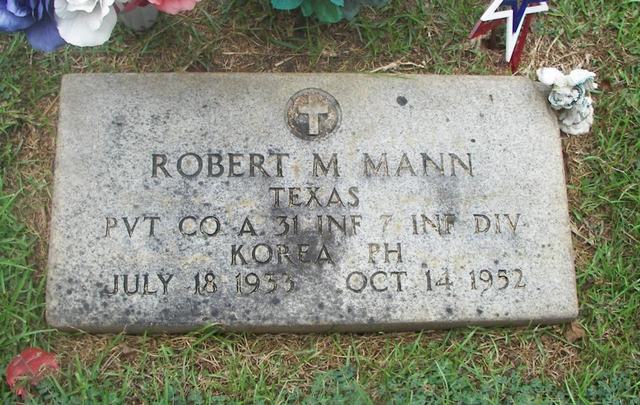 ROBERT M MANN
TEXAS
PVT CO A 31 INF 7 INF DIV
KOREA PH
JULY 18 1933 OCT 14 1952